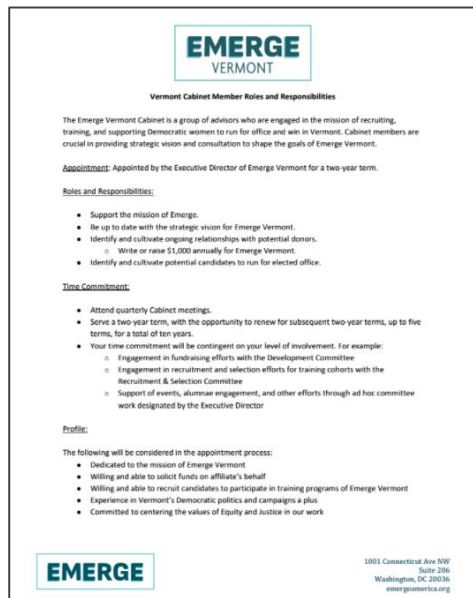 EMERGE
VERMONT
Vermont Cabinet Member Roles and Responsibilities
The Emerge Vermont Cabinet is a group of advisors who are engaged in the mission of recruiting,
training, and supporting Democratic women to run for office and win in Vermont. Cabinet members are
crucial in providing strategic vision and consultation to shape the goals of Emerge Vermont.
Appointment: Appointed by the Executive Director of Emerge Vermont for a two-year term.
Roles and Responsibilities:
● Support the mission of Emerge.
● Be up to date with the strategic vision for Emerge Vermont.
● Identify and cultivate ongoing relationships with potential donors.
○ Write or raise $1,000 annually for Emerge Vermont.
● Identify and cultivate potential candidates to run for elected office.
Time Commitment:
● Attend quarterly Cabinet meetings.
● Serve a two-year term, with the opportunity to renew for subsequent two-year terms, up to five
terms, for a total of ten years.
● Your time commitment will be contingent on your level of involvement. For example:
○ Engagement in fundraising efforts with the Development Committee
○ Engagement in recruitment and selection efforts for training cohorts with the
Recruitment & Selection Committee
○ Support of events, alumnae engagement, and other efforts through ad hoc committee
work designated by the Executive Director
Profile:
The following will be considered in the appointment process:
● Dedicated to the mission of Emerge Vermont
● Willing and able to solicit funds on affiliate's behalf
● Willing and able to recruit candidates to participate in training programs of Emerge Vermont
● Experience in Vermont's Democratic politics and campaigns a plus
● Committed to centering the values of Equity and Justice in our work
EMERGE
1001 Connecticut Ave NW
Suite 206
Washington, DC 20036
emergeamerica.org